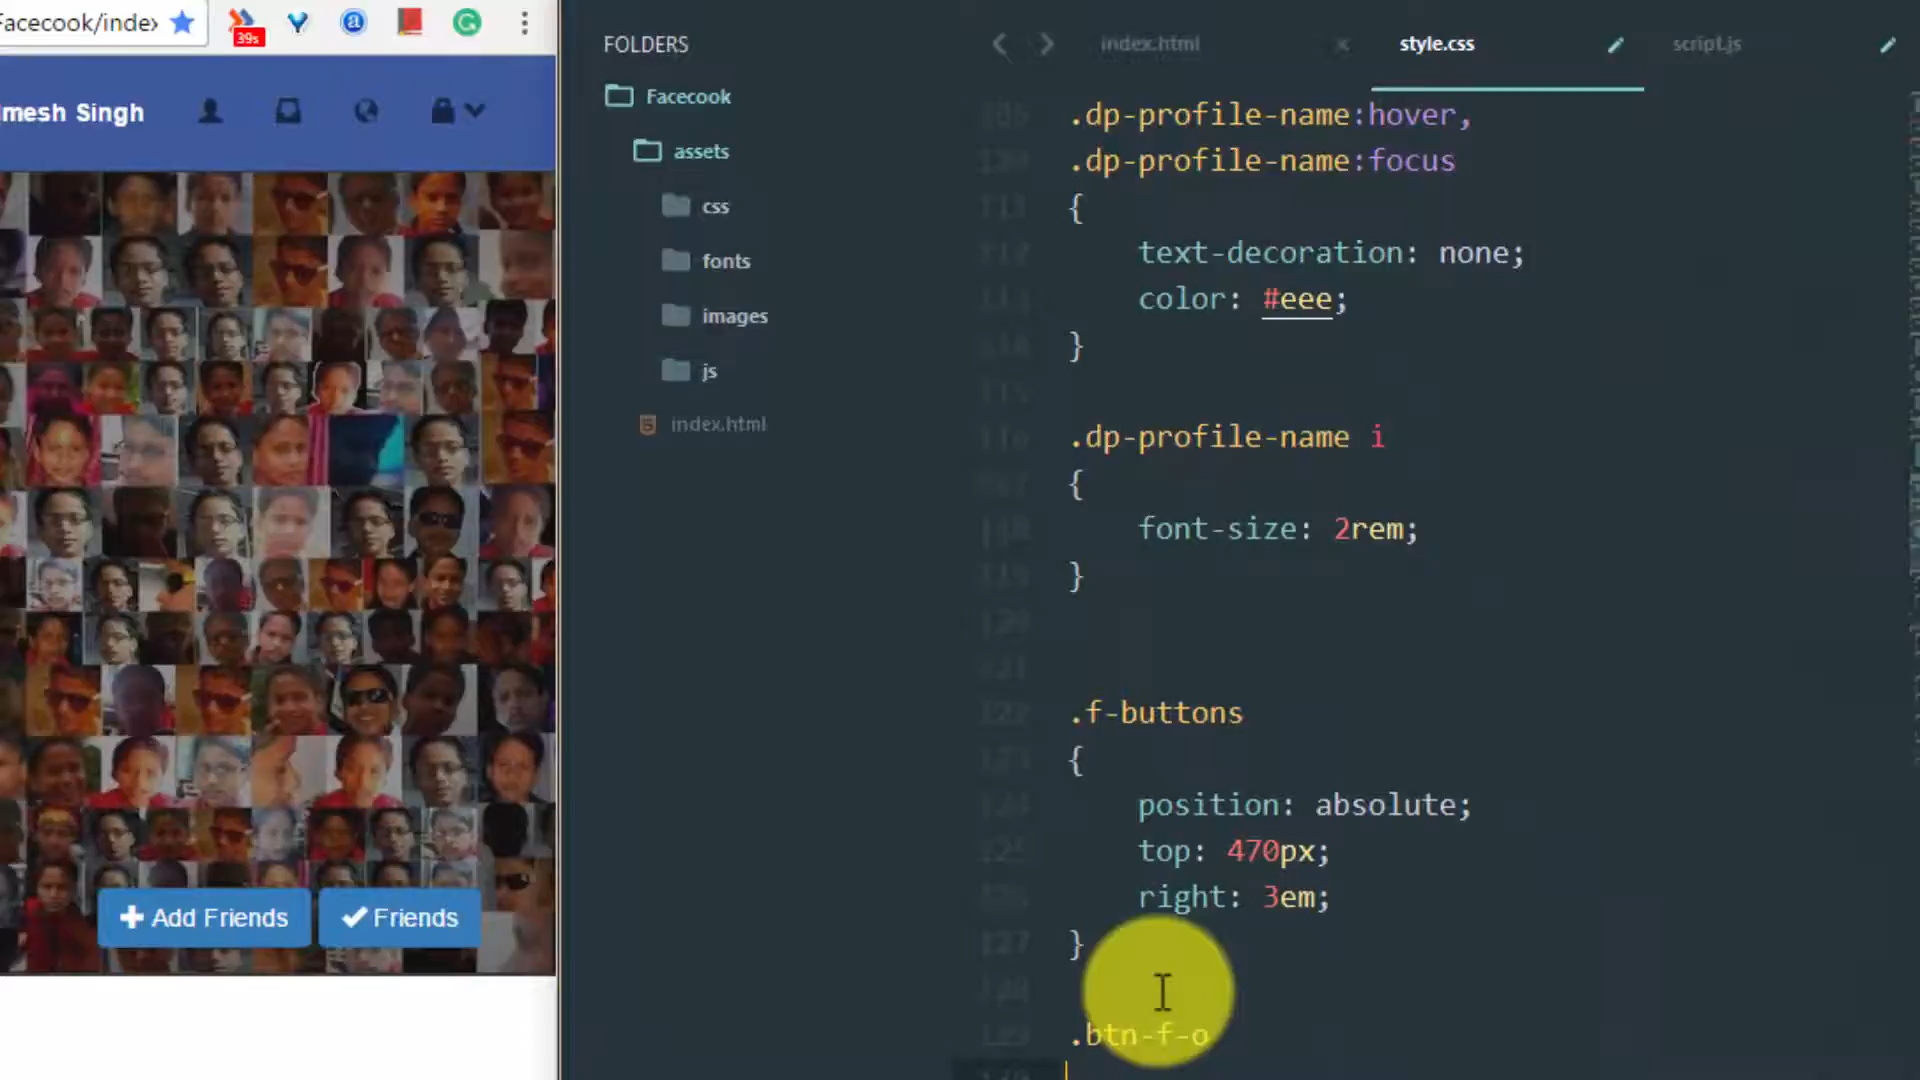 Facecook/index
39s
mesh Singh
Add Friends
Friends
FOLDERS
Facecook
assets
css
fonts
images
js
index.html
index.html
style.css
script.js
.dp-profile-name:hover,
.dp-profile-name:focus
{
text-decoration: none;
color: #eee;
}
.dp-profile-name i
{
font-size: 2rem;
}
.f-buttons
{
position: absolute;
top: 470px;
right: 3em;
}
.btn-f-o